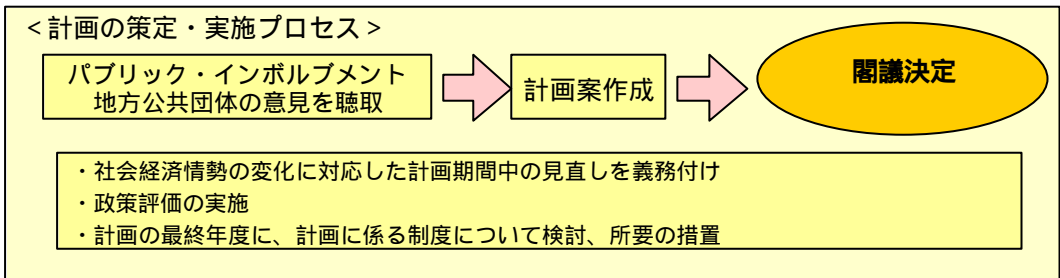 ＜計画の策定・実施プロセス＞
パブリック・インボルブメント
地方公共団体の意見を聴取
計画案作成
閣議決定
・社会経済情勢の変化に対応した計画期間中の見直しを義務付け
・政策評価の実施
・計画の最終年度に、計画に係る制度について検討、所要の措置